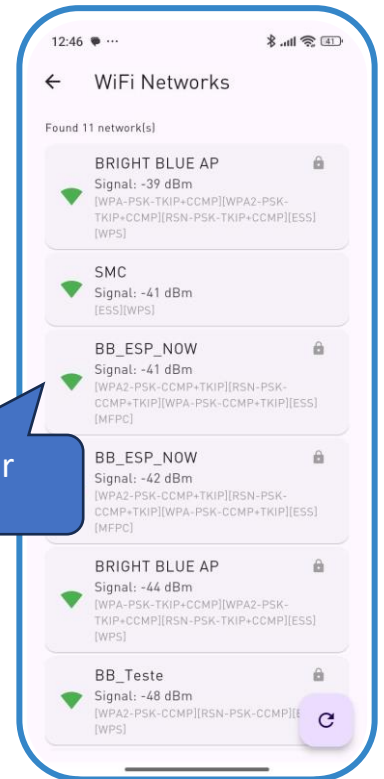 12:46
41
WiFi Networks
Found 11 network(s)
BRIGHT BLUE AP
Signal: -39 dBm
[WPA-PSK-TKIP+CCMP][WPA2-PSK-
TKIP+CCMP][RSN-PSK-TKIP+CCMP][ESS]
[WPS]
SMC
Signal: -41 dBm
[ESS][WPS]
BB_ESP_NOW
Signal: -41 dBm
[WPA2-PSK-CCMP+TKIP][RSN-PSK-
CCMP+TKIP][WPA-PSK-CCMP+TKIP][ESS]
[MFPC]
r
BB_ESP_NOW
Signal: -42 dBm
[WPA2-PSK-CCMP+TKIP][RSN-PSK-
CCMP+TKIP][WPA-PSK-CCMP+TKIP][ESS]
[MFPC]
BRIGHT BLUE AP
Signal: -44 dBm
[WPA-PSK-TKIP+CCMP][WPA2-PSK-
TKIP+CCMP][RSN-PSK-TKIP+CCMP][ESS]
[WPS]
BB_Teste
Signal: -48 dBm
[WPA2-PSK-CCMP][RSN-PSK-CCMP]
[WPS]